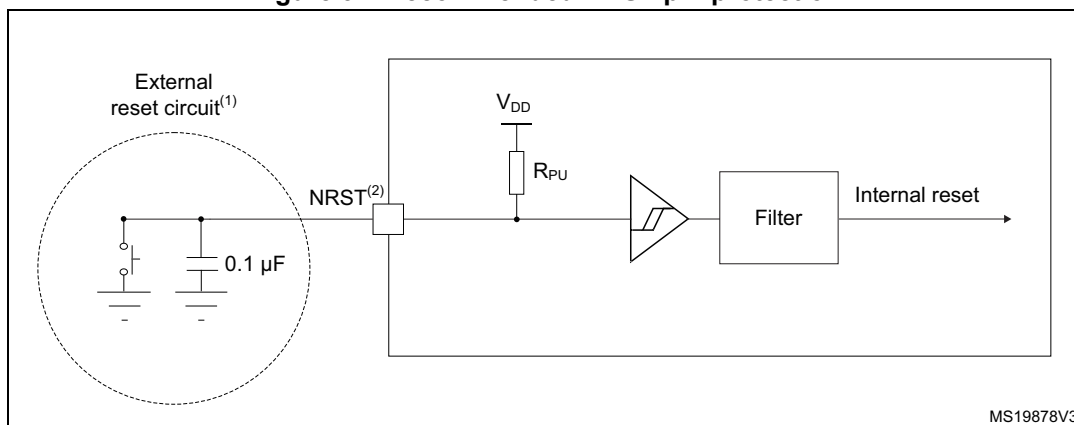 External
reset circuit(1)
VDD
RPU
NRST(2)
Filter
Internal reset
0.1 µF
MS19878V3